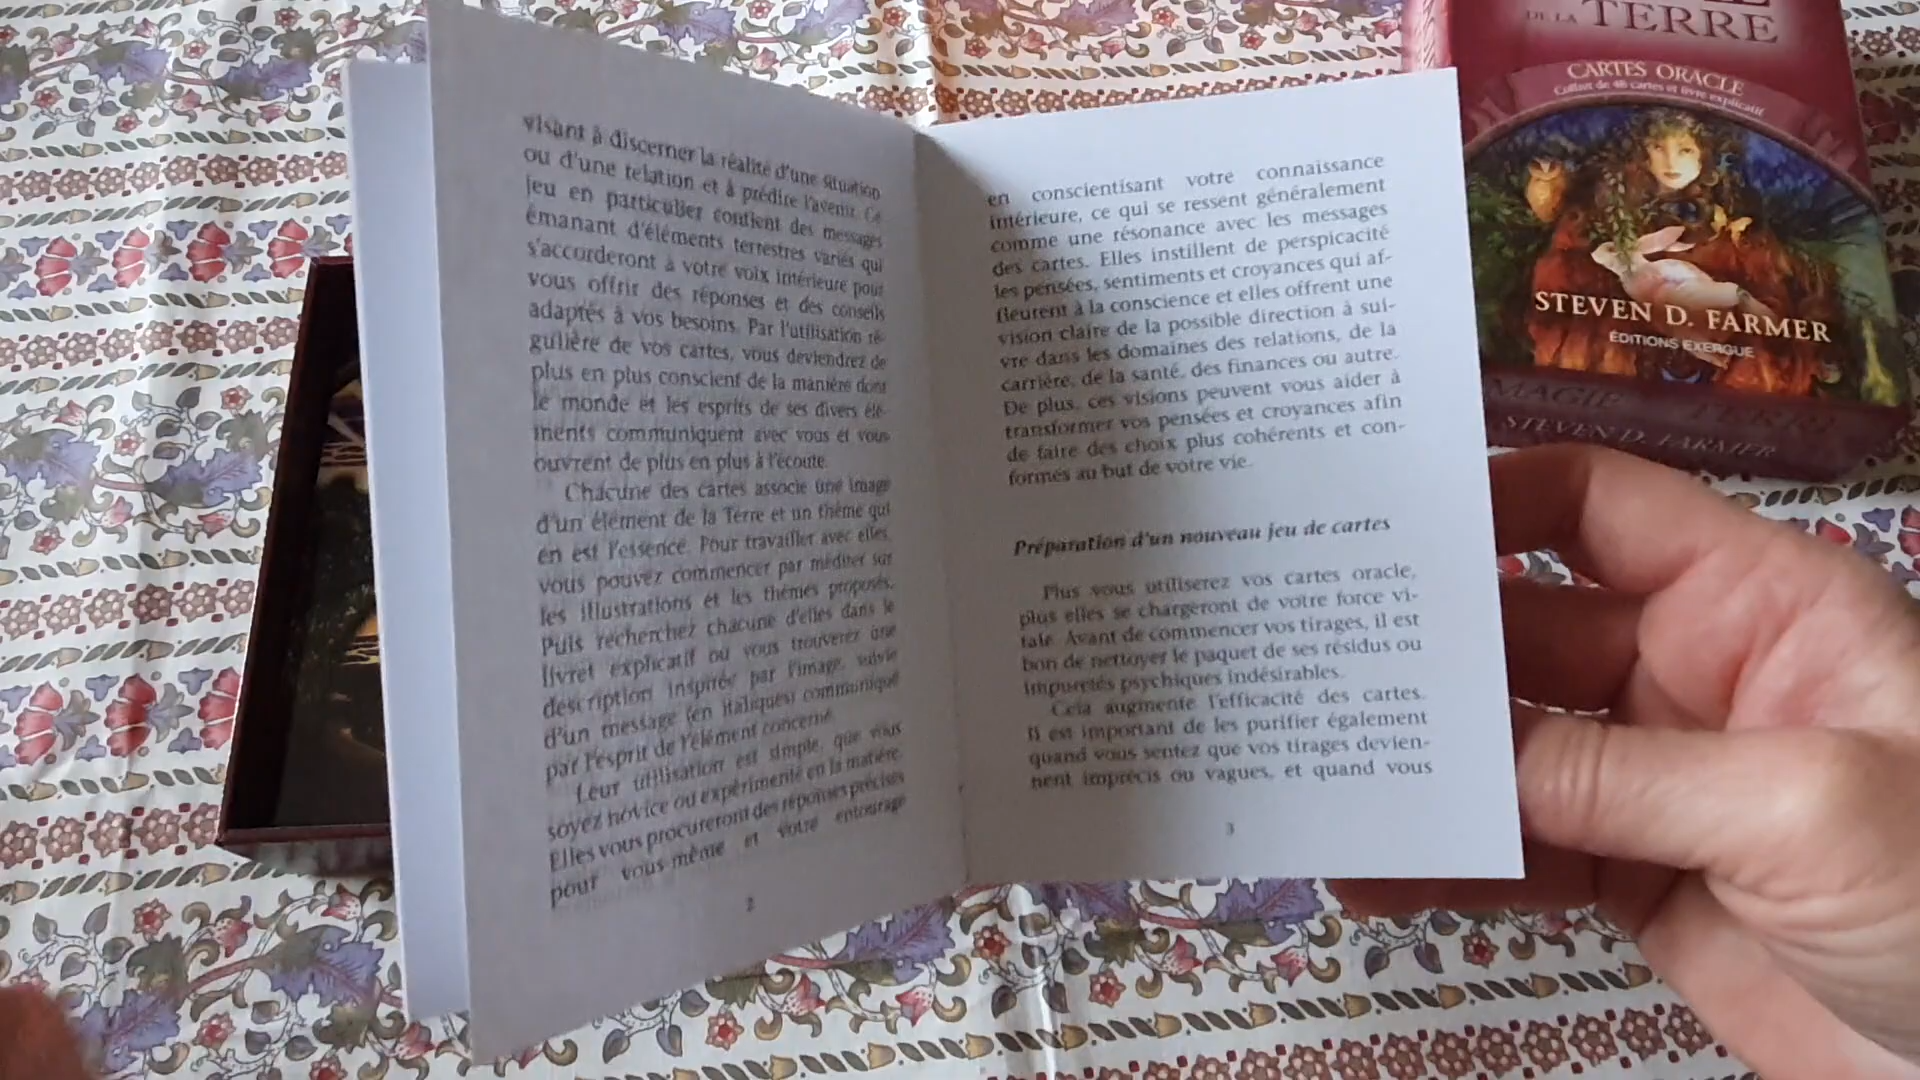 visant à discerner la réalité d'une situation
ou d'une relation et à prédire l'avenir. Ce
jeu en particulier contient des messages
émanant d'éléments terrestres variés qui
s'accorderont à votre voix intérieure pour
vous offrir des réponses et des conseils
adaptés à vos besoins. Par l'utilisation ré-
gulière de vos cartes, vous deviendrez de
plus en plus conscient de la manière dont
le monde et les esprits de ses divers élé-
ments communiquent avec vous et vous
ouvrent de plus en plus à l'écoute.
Chacune des cartes associe une image
d'un élément de la Terre et un thème qui
en est l'essence. Pour travailler avec elles,
vous pouvez commencer par méditer sur
les illustrations et les thèmes proposés.
Puis recherchez chacune d'elles dans le
livret explicatif où vous trouverez une
description inspirée par l'image, suivie
d'un message (en italiques) communiqué
par l'esprit de l'élément concerné.
Leur utilisation est simple, que vous
soyez novice ou expérimenté en la matière.
Elles vous procureront des réponses précises
pour vous-même et votre entourage
2
en conscientisant votre connaissance
intérieure, ce qui se ressent généralement
comme une résonance avec les messages
des cartes. Elles instillent de perspicacité
les pensées, sentiments et croyances qui af-
fleurent à la conscience et elles offrent une
vision claire de la possible direction à sui-
vre dans les domaines des relations, de la
carrière, de la santé, des finances ou autre.
De plus, ces visions peuvent vous aider à
transformer vos pensées et croyances afin
de faire des choix plus cohérents et con-
formés au but de votre vie.
Préparation d'un nouveau jeu de cartes
Plus vous utiliserez vos cartes oracle,
plus elles se chargeront de votre force vi-
tale. Avant de commencer vos tirages, il est
bon de nettoyer le paquet de ses résidus ou
impuretés psychiques indésirables.
Cela augmente l'efficacité des cartes.
Il est important de les purifier également
quand vous sentez que vos tirages devien-
nent imprécis ou vagues, et quand vous
3
DE LA TERRE
CARTES ORACLE
Coffret de 48 cartes et livre explicatif
STEVEN D. FARMER
ÉDITIONS EXERGUE
MAGIE TERRE
STEVEN D. FARMER